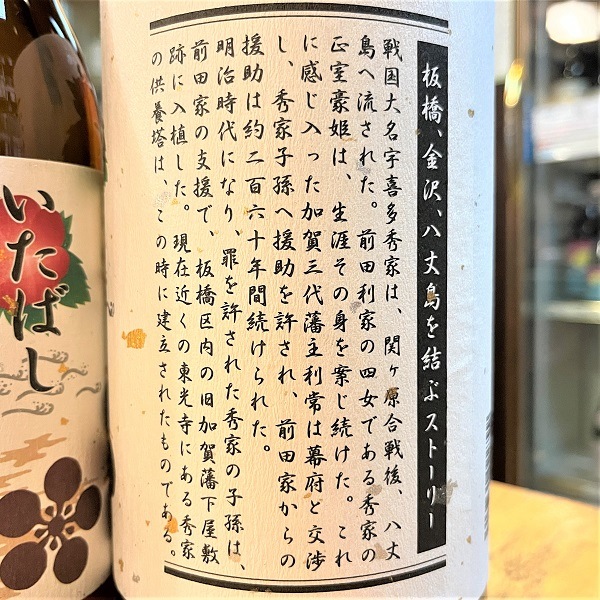 板橋、金沢、八丈島を結ぶストーリー
戦国大名宇喜多秀家は、関ヶ原合戦後、八丈
島へ流された。前田利家の四女である秀家の
正室豪姫は、生涯その身を案じ続けた。これ
に感じ入った加賀三代藩主利常は幕府と交渉
し、秀家子孫へ援助を許され、前田家からの
援助は約二百六十年間続けられた。
明治時代になり、罪を許された秀家の子孫は、
前田家の支援で、板橋区内の旧加賀藩下屋敷
跡に入植した。現在近くの東光寺にある秀家
の供養塔は、この時に建立されたものである。
いたばし